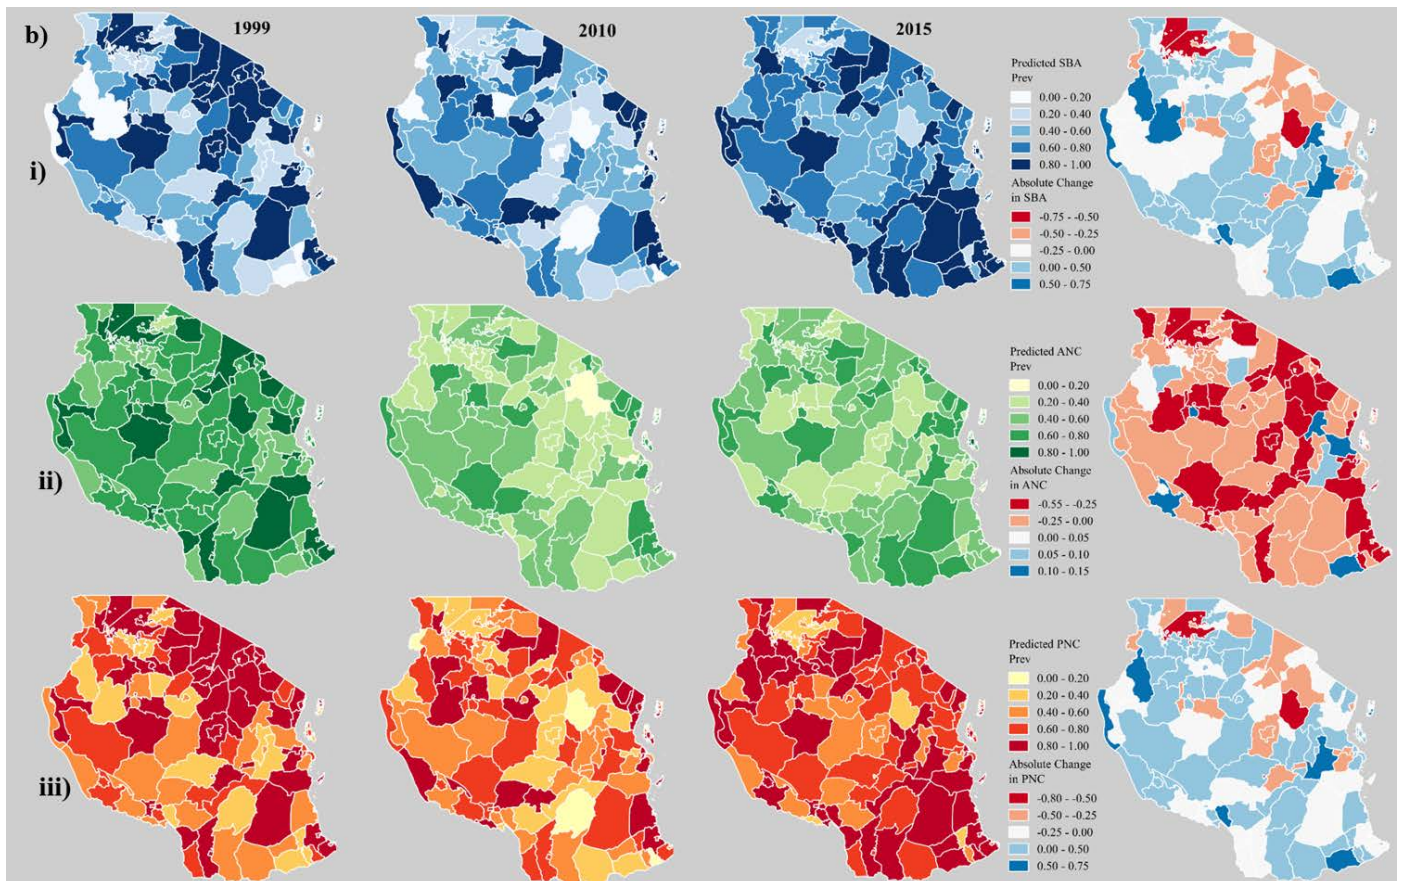 b)
1999
2010
2015
i)
Predicted SBA
Prev
0.00 - 0.20
0.20 - 0.40
0.40 - 0.60
0.60 - 0.80
0.80 - 1.00
Absolute Change
in SBA
-0.75 - -0.50
-0.50 - -0.25
-0.25 - 0.00
0.00 - 0.50
0.50 - 0.75
ii)
Predicted ANC
Prev
0.00 - 0.20
0.20 - 0.40
0.40 - 0.60
0.60 - 0.80
0.80 - 1.00
Absolute Change
in ANC
-0.55 - -0.25
-0.25 - 0.00
0.00 - 0.05
0.05 - 0.10
0.10 - 0.15
iii)
Predicted PNC
Prev
0.00 - 0.20
0.20 - 0.40
0.40 - 0.60
0.60 - 0.80
0.80 - 1.00
Absolute Change
in PNC
-0.80 - -0.50
-0.50 - -0.25
-0.25 - 0.00
0.00 - 0.50
0.50 - 0.75